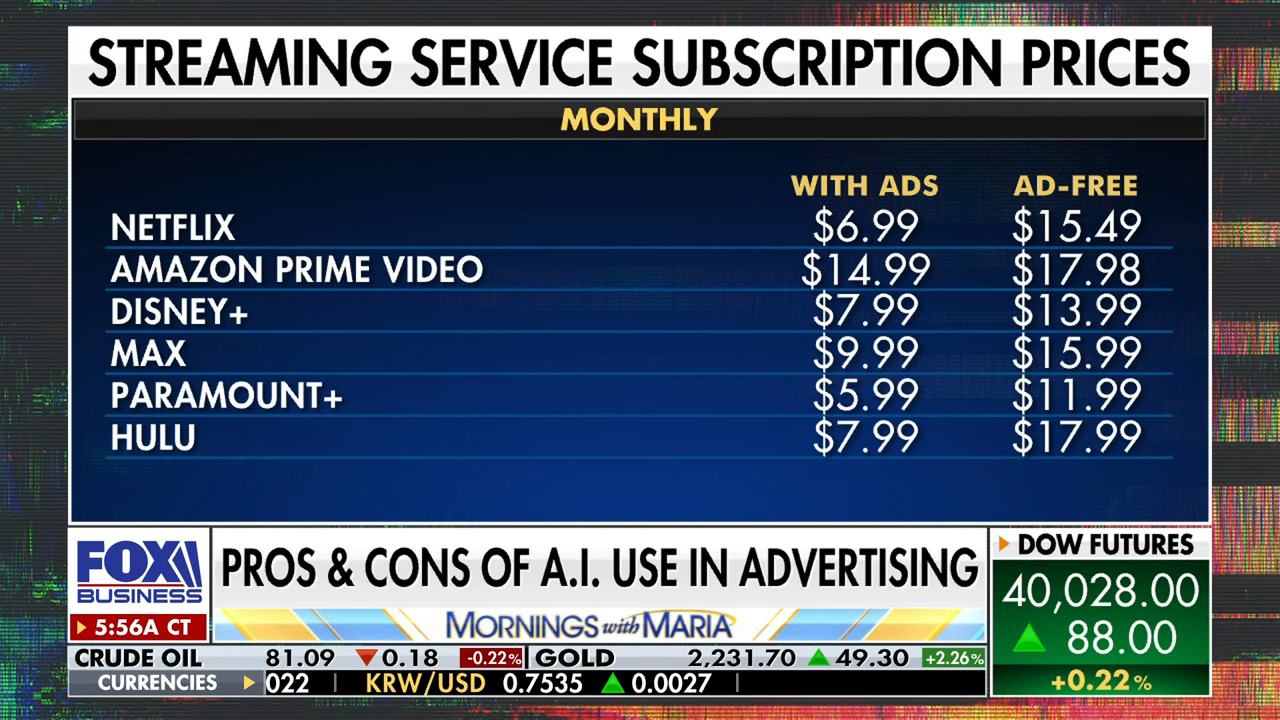 STREAMING SERVICE SUBSCRIPTION PRICES
MONTHLY
WITH ADS AD-FREE
NETFLIX $6.99 $15.49
AMAZON PRIME VIDEO $14.99 $17.98
DISNEY+ $7.99 $13.99
MAX $9.99 $15.99
PARAMOUNT+ $5.99 $11.99
HULU $7.99 $17.99
FOX
BUSINESS
5:56A CT
PROS & CONS OF A.I. USE IN ADVERTISING
MORNINGS with MARIA
DOW FUTURES
40,028.00
88.00
+0.22%
CRUDE OIL 81.09 0.18 -0.22% GOLD 2,231.70 49.30 +2.26%
CURRENCIES 022 KRW/USD 0.7535 0.0027